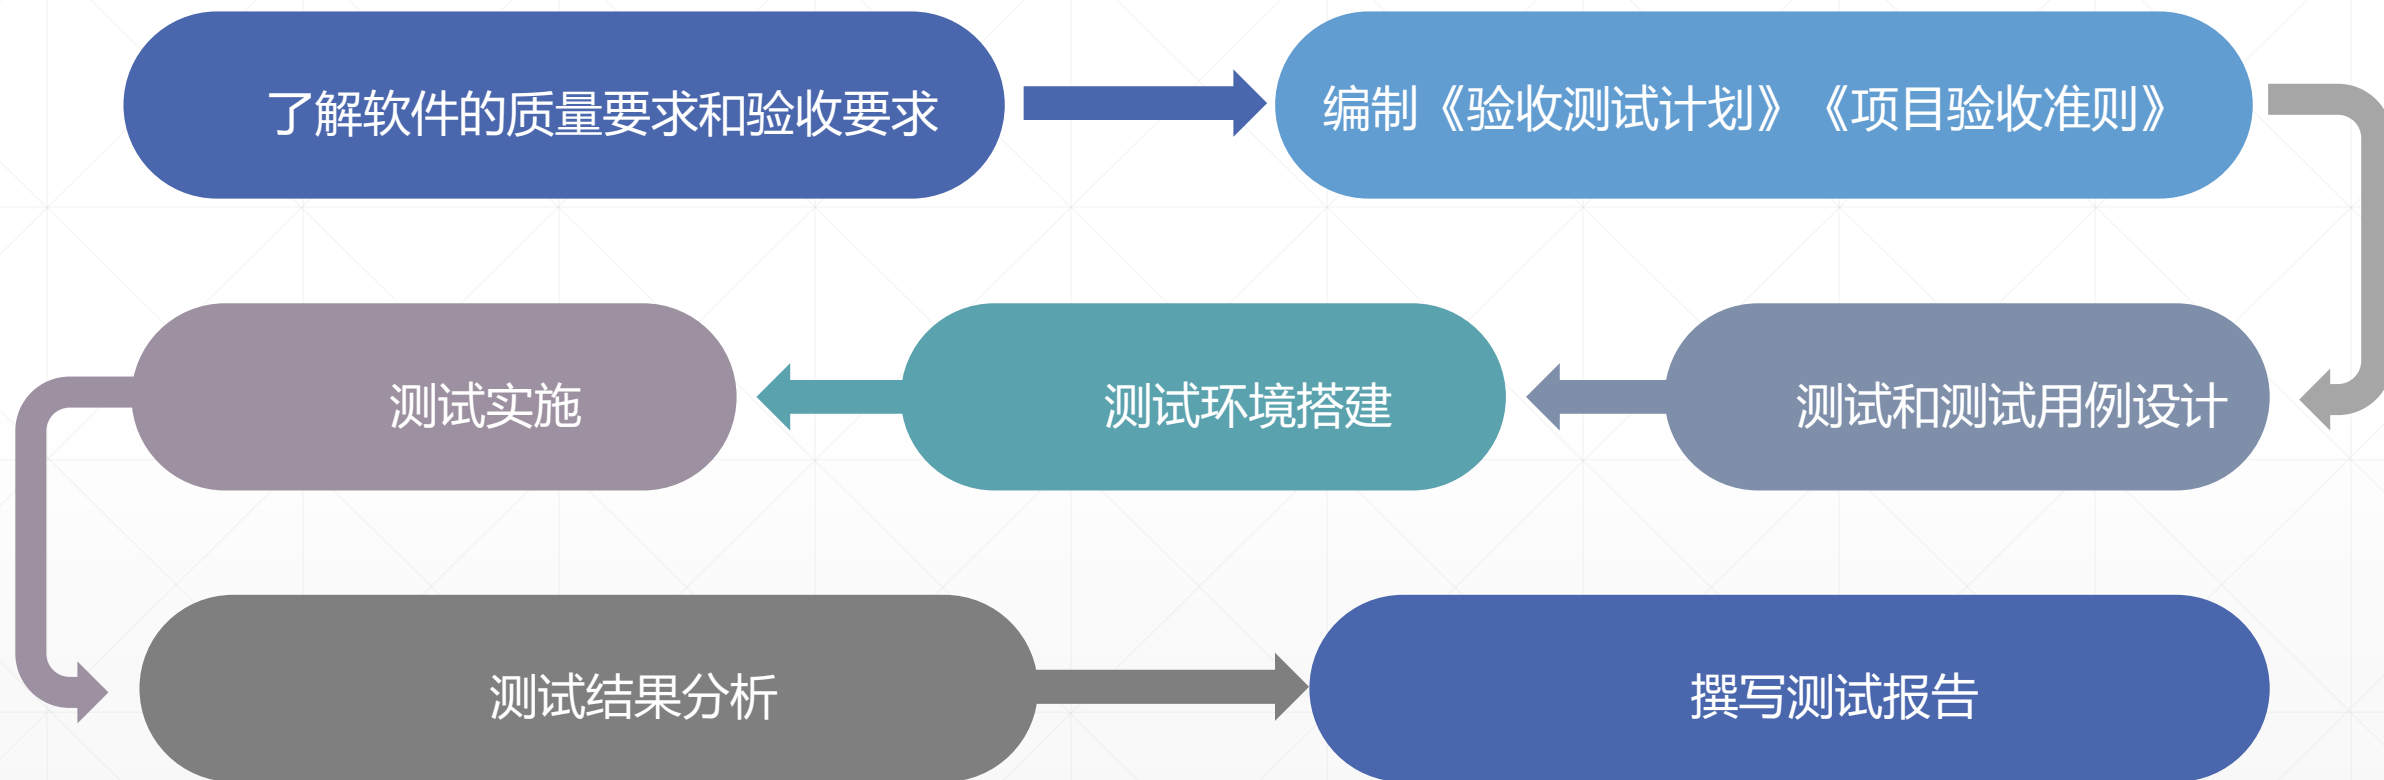 了解软件的质量要求和验收要求
编制《验收测试计划》《项目验收准则》
测试和测试用例设计
测试环境搭建
测试实施
测试结果分析
撰写测试报告